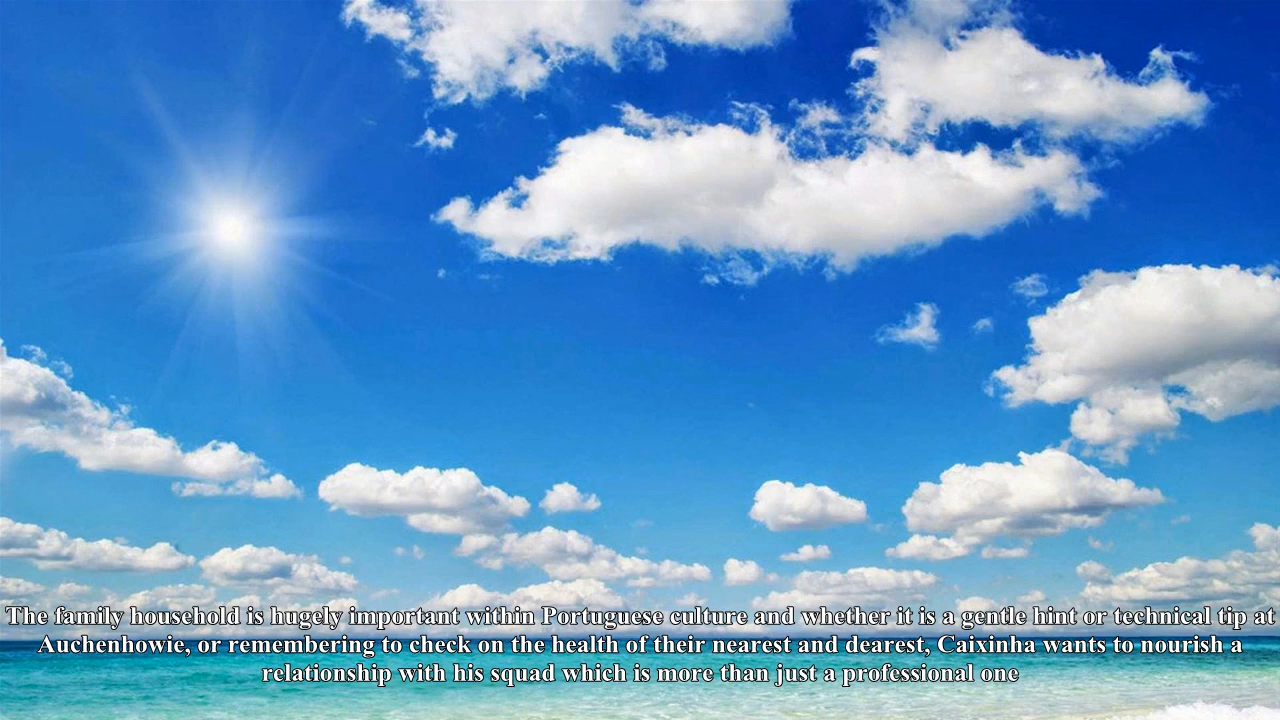 The family household is hugely important within Portuguese culture and whether it is a gentle hint or technical tip at
Auchenhowie, or remembering to check on the health of their nearest and dearest, Caixinha wants to nourish a
relationship with his squad which is more than just a professional one